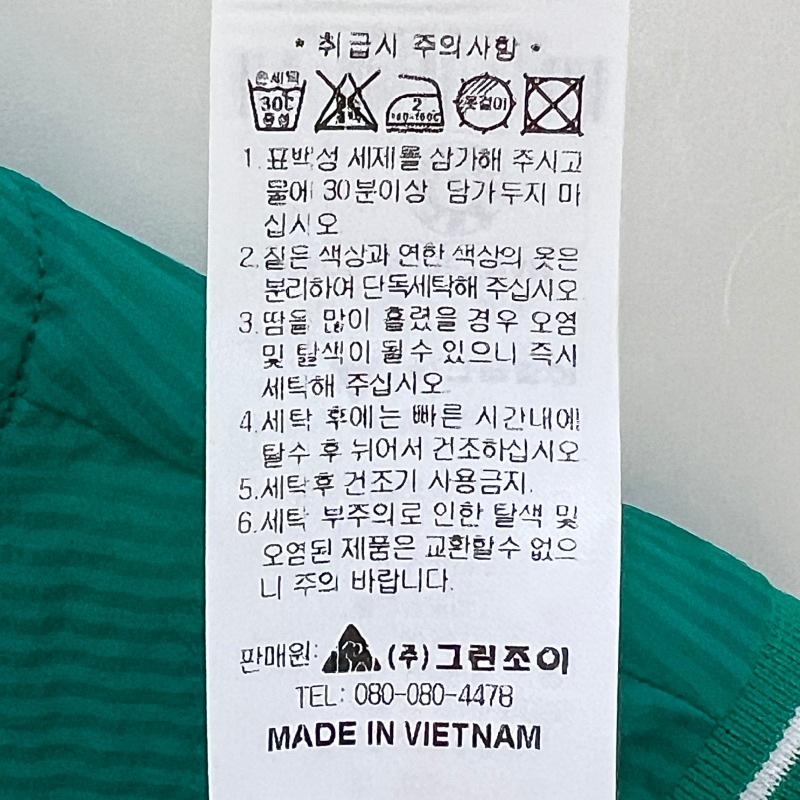 • 취급시 주의사항 •
손세탁
30℃
중성
2
옷걸이
1. 표박성 세제를 삼가해 주시고
물에 30분이상 담가두지 마
십시오
2. 짙은 색상과 연한 색상의 옷은
분리하여 단독세탁해 주십시오
3. 땀을 많이 흘렸을 경우 오염
및 탈색이 될 수 있으니 즉시
세탁해 주십시오.
4. 세탁 후에는 빠른 시간내에
탈수 후 뉘어서 건조하십시오
5. 세탁후 건조기 사용금지.
6. 세탁 부주의로 인한 탈색 및
오염된 제품은 교환할수 없으
니 주의 바랍니다.
판매원: (주)그린조이
TEL: 080-080-4478
MADE IN VIETNAM